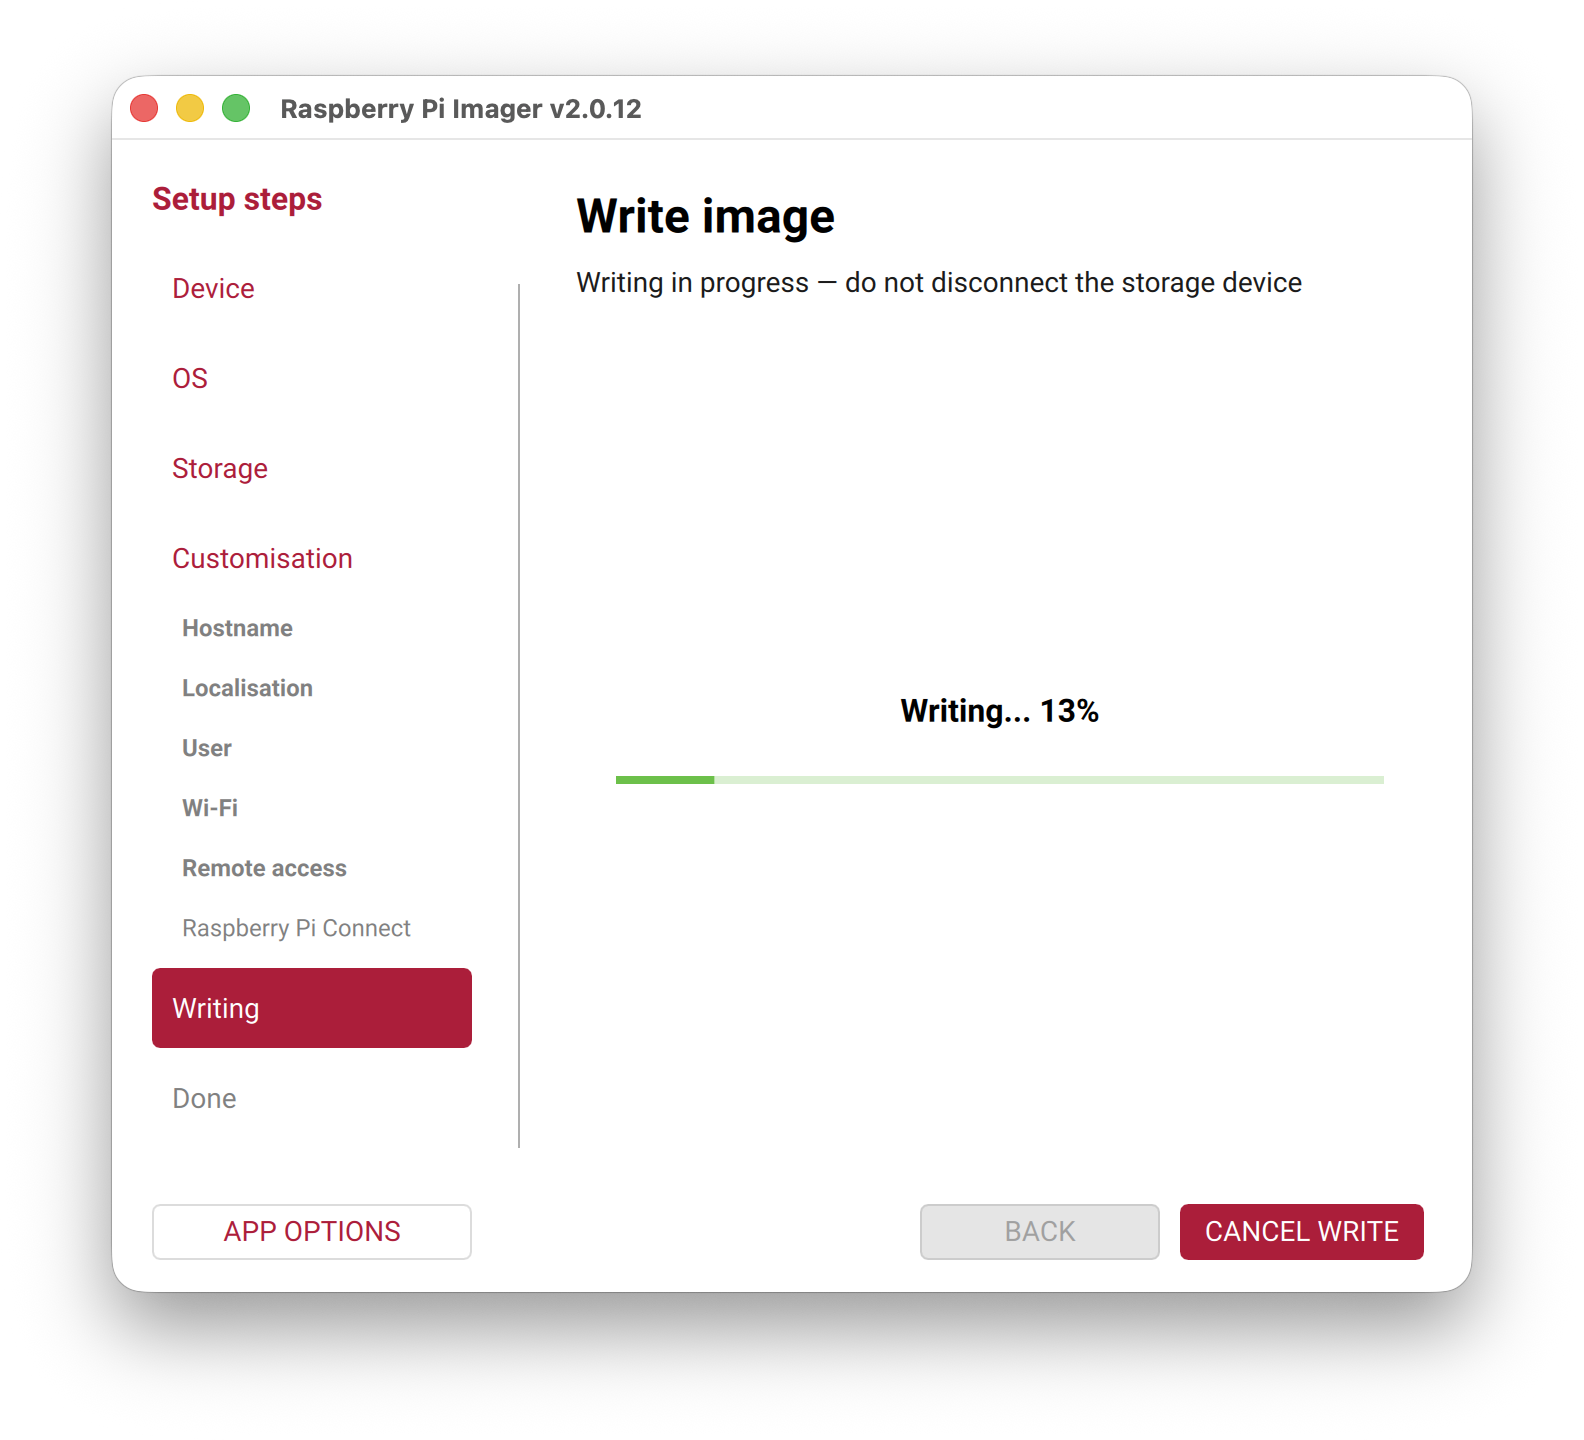 Raspberry Pi Imager v2.0.12
Setup steps
Device
OS
Storage
Customisation
Hostname
Localisation
User
Wi-Fi
Remote access
Raspberry Pi Connect
Writing
Done
APP OPTIONS
Write image
Writing in progress — do not disconnect the storage device
Writing... 13%
BACK
CANCEL WRITE